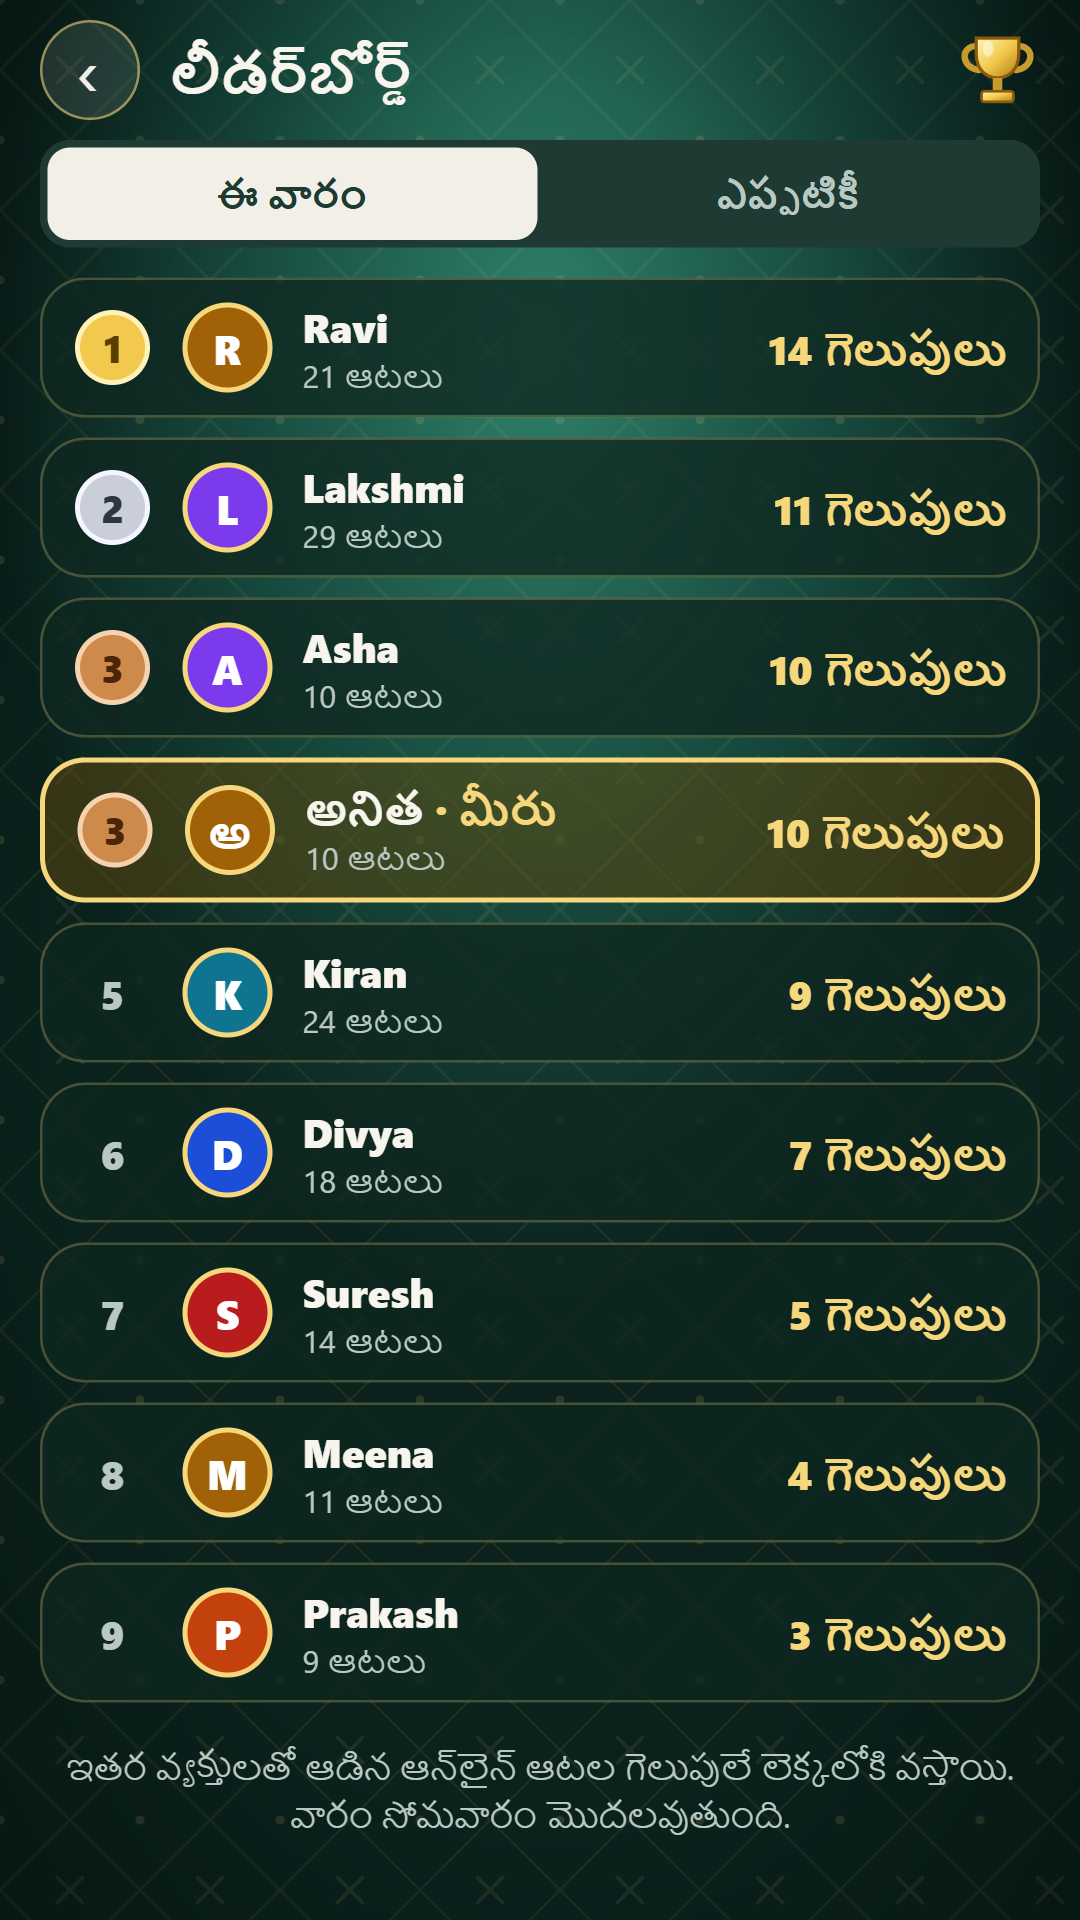 ‹ లీడర్‌బోర్డ్
ఈ వారం ఎప్పటికీ
1 R Ravi 14 గెలుపులు
21 ఆటలు
2 L Lakshmi 11 గెలుపులు
29 ఆటలు
3 A Asha 10 గెలుపులు
10 ఆటలు
3 అ అనిత · మీరు 10 గెలుపులు
10 ఆటలు
5 K Kiran 9 గెలుపులు
24 ఆటలు
6 D Divya 7 గెలుపులు
18 ఆటలు
7 S Suresh 5 గెలుపులు
14 ఆటలు
8 M Meena 4 గెలుపులు
11 ఆటలు
9 P Prakash 3 గెలుపులు
9 ఆటలు
ఇతర వ్యక్తులతో ఆడిన ఆన్‌లైన్ ఆటల గెలుపులే లెక్కలోకి వస్తాయి.
వారం సోమవారం మొదలవుతుంది.